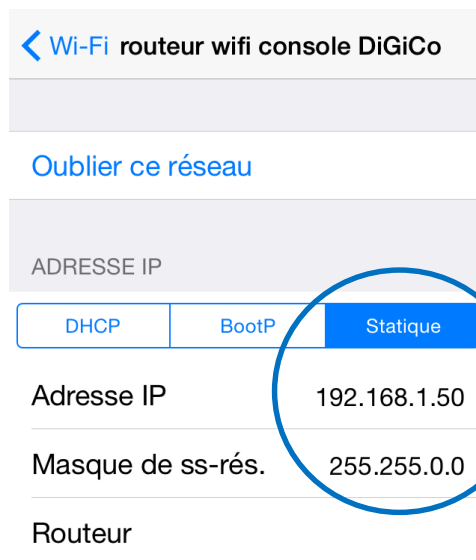 Wi-Fi routeur wifi console DiGiCo
Oublier ce réseau
ADRESSE IP
DHCP BootP Statique
Adresse IP 192.168.1.50
Masque de ss-rés. 255.255.0.0
Routeur